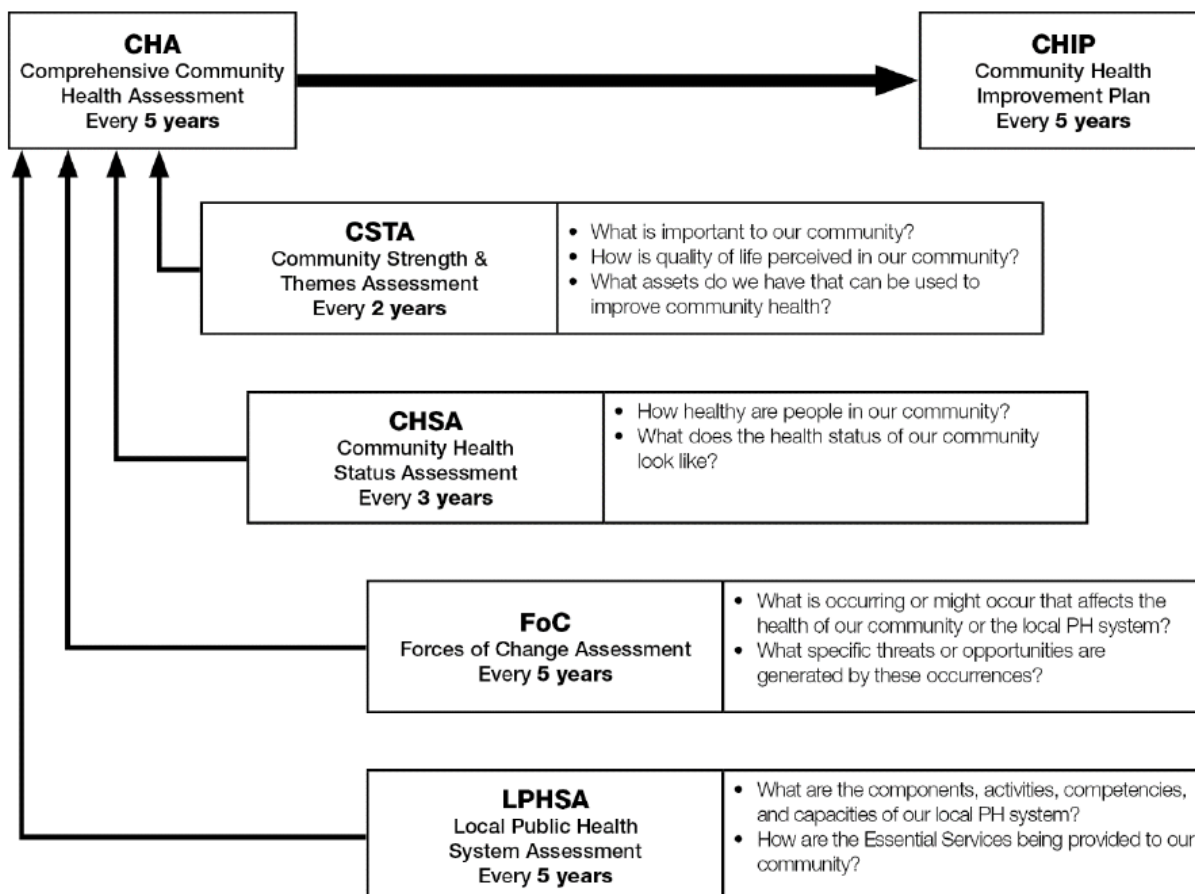 CHA
Comprehensive Community
Health Assessment
Every 5 years
CHIP
Community Health
Improvement Plan
Every 5 years
CSTA
Community Strength &
Themes Assessment
Every 2 years
• What is important to our community?
• How is quality of life perceived in our community?
• What assets do we have that can be used to
improve community health?
CHSA
Community Health
Status Assessment
Every 3 years
• How healthy are people in our community?
• What does the health status of our community
look like?
FoC
Forces of Change Assessment
Every 5 years
• What is occurring or might occur that affects the
health of our community or the local PH system?
• What specific threats or opportunities are
generated by these occurrences?
LPHSA
Local Public Health
System Assessment
Every 5 years
• What are the components, activities, competencies,
and capacities of our local PH system?
• How are the Essential Services being provided to our
community?